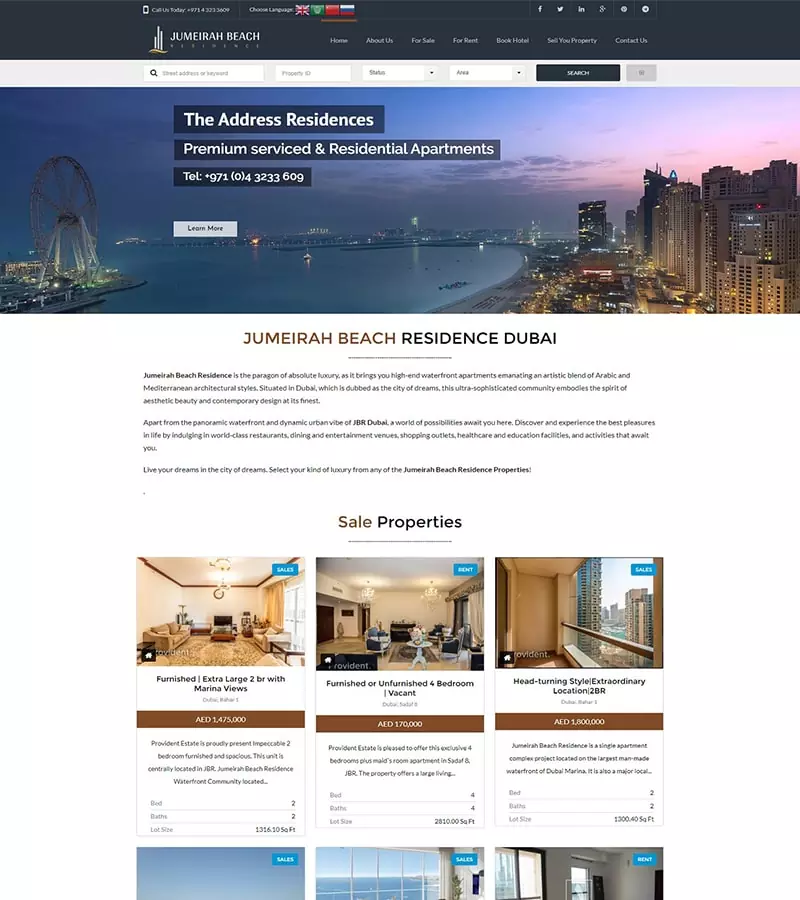 Call Us Today: +971 4 323 3609
Choose Language:
JUMEIRAH BEACH
RESIDENCE
Home
About Us
For Sale
For Rent
Book Hotel
Sell You Property
Contact Us
Street address or keyword
Property ID
Status
Area
SEARCH
The Address Residences
Premium serviced & Residential Apartments
Tel: +971 (0)4 3233 609
Learn More
JUMEIRAH BEACH RESIDENCE DUBAI
Jumeirah Beach Residence is the paragon of absolute luxury, as it brings you high-end waterfront apartments emanating an artistic blend of Arabic and
Mediterranean architectural styles. Situated in Dubai, which is dubbed as the city of dreams, this ultra-sophisticated community embodies the spirit of
aesthetic beauty and contemporary design at its finest.
Apart from the panoramic waterfront and dynamic urban vibe of JBR Dubai, a world of possibilities await you here. Discover and experience the best pleasures
in life by indulging in world-class restaurants, dining and entertainment venues, shopping outlets, healthcare and education facilities, and activities that await
you.
Live your dreams in the city of dreams. Select your kind of luxury from any of the Jumeirah Beach Residence Properties!
.
Sale Properties
SALES
rovident.
Furnished | Extra Large 2 br with
Marina Views
Dubai, Bahar 1
AED 1,475,000
Provident Estate is proudly present Impeccable 2
bedroom furnished and spacious. This unit is
centrally located in JBR. Jumeirah Beach Residence
Waterfront Community located...
Bed 2
Baths 2
Lot Size 1316.10 Sq Ft
RENT
rovident.
Furnished or Unfurnished 4 Bedroom
| Vacant
Dubai, Sadaf 8
AED 170,000
Provident Estate is pleased to offer this exclusive 4
bedrooms plus maid's room apartment in Sadaf 8,
JBR. The property offers a large living...
Bed 4
Baths 4
Lot Size 2810.00 Sq Ft
SALES
rovident.
Head-turning Style|Extraordinary
Location|2BR
Dubai, Bahar 1
AED 1,800,000
Jumeirah Beach Residence is a single apartment
complex project located on the largest man-made
waterfront of Dubai Marina. It is also a major local...
Bed 2
Baths 2
Lot Size 1300.40 Sq Ft
SALES
SALES
RENT